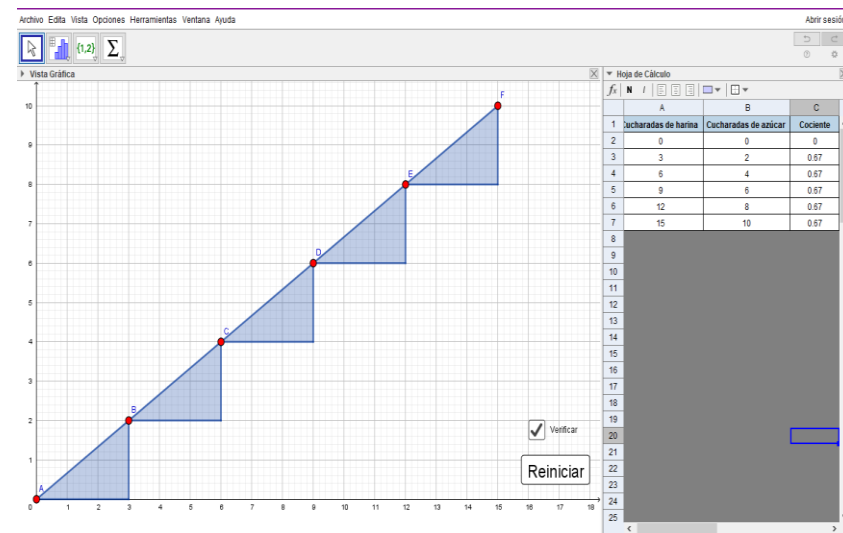 Archivo Edita Vista Opciones Herramientas Ventana Ayuda Abrir sesión
{1,2} Σ
Vista Gráfica
Hoja de Cálculo
fx N I
A B C
1 Cucharadas de harina Cucharadas de azúcar Cociente
2 0 0 0
3 3 2 0.67
4 6 4 0.67
5 9 6 0.67
6 12 8 0.67
7 15 10 0.67
8
9
10
11
12
13
14
15
16
17
18
19
20
21
22
23
24
25
10
9
8
7
6
5
4
3
2
1
F
E
D
C
B
A
Verificar
Reiniciar
0 1 2 3 4 5 6 7 8 9 10 11 12 13 14 15 16 17 18